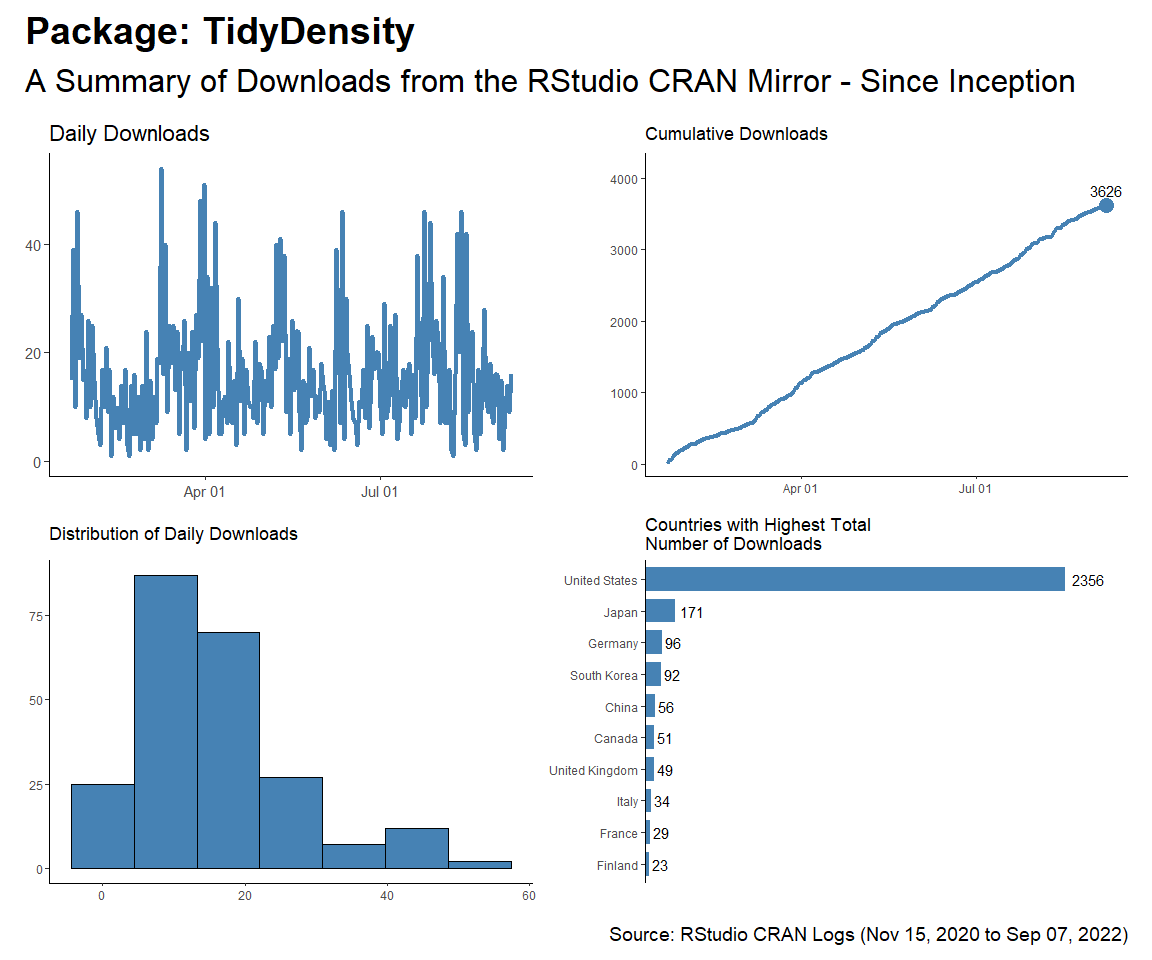 Package: TidyDensity
A Summary of Downloads from the RStudio CRAN Mirror - Since Inception
Daily Downloads
40
20
0
Apr 01
Jul 01
Cumulative Downloads
4000
3000
2000
1000
0
3626
Apr 01
Jul 01
Distribution of Daily Downloads
75
50
25
0
0
20
40
60
Countries with Highest Total
Number of Downloads
United States 2356
Japan 171
Germany 96
South Korea 92
China 56
Canada 51
United Kingdom 49
Italy 34
France 29
Finland 23
Source: RStudio CRAN Logs (Nov 15, 2020 to Sep 07, 2022)